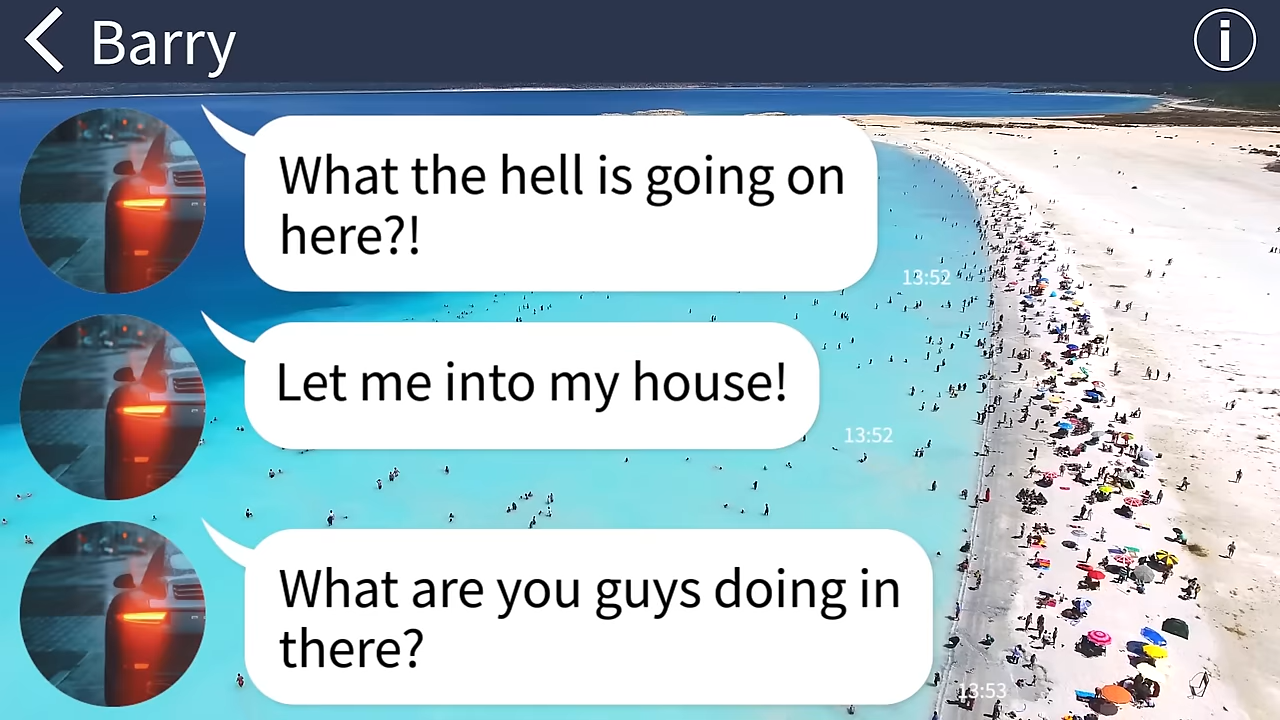 Barry
What the hell is going on
here?!
13:52
Let me into my house!
13:52
What are you guys doing in
there?
13:53